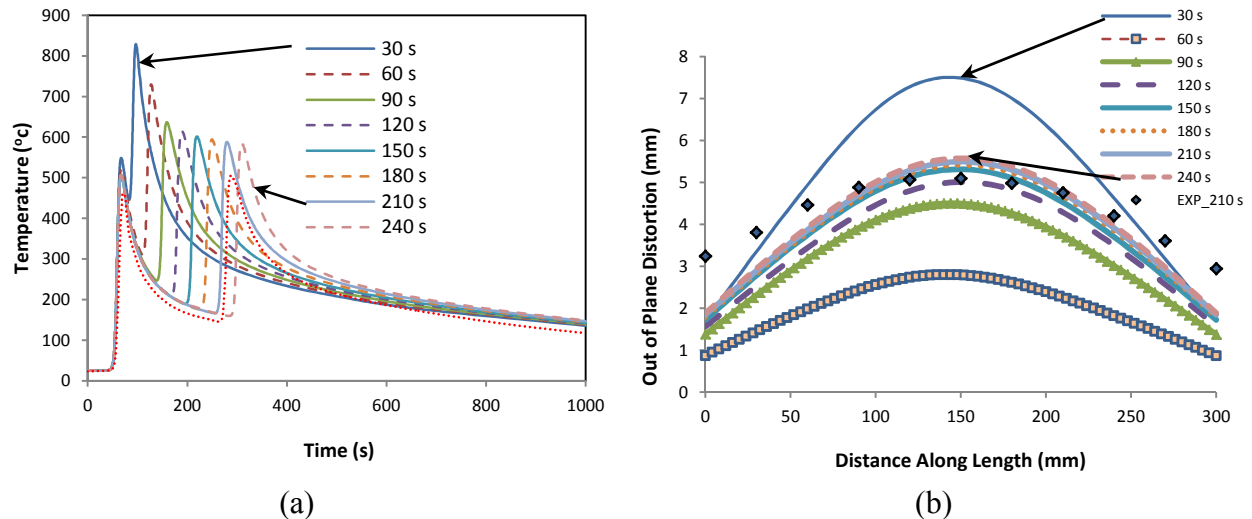 900
800
700
600
500
400
300
200
100
0
Temperature (ºc)
0 200 400 600 800 1000
Time (s)
30 s
60 s
90 s
120 s
150 s
180 s
210 s
240 s
(a)
8
7
6
5
4
3
2
1
0
Out of Plane Distortion (mm)
0 50 100 150 200 250 300
Distance Along Length (mm)
30 s
60 s
90 s
120 s
150 s
180 s
210 s
240 s
EXP_210 s
(b)